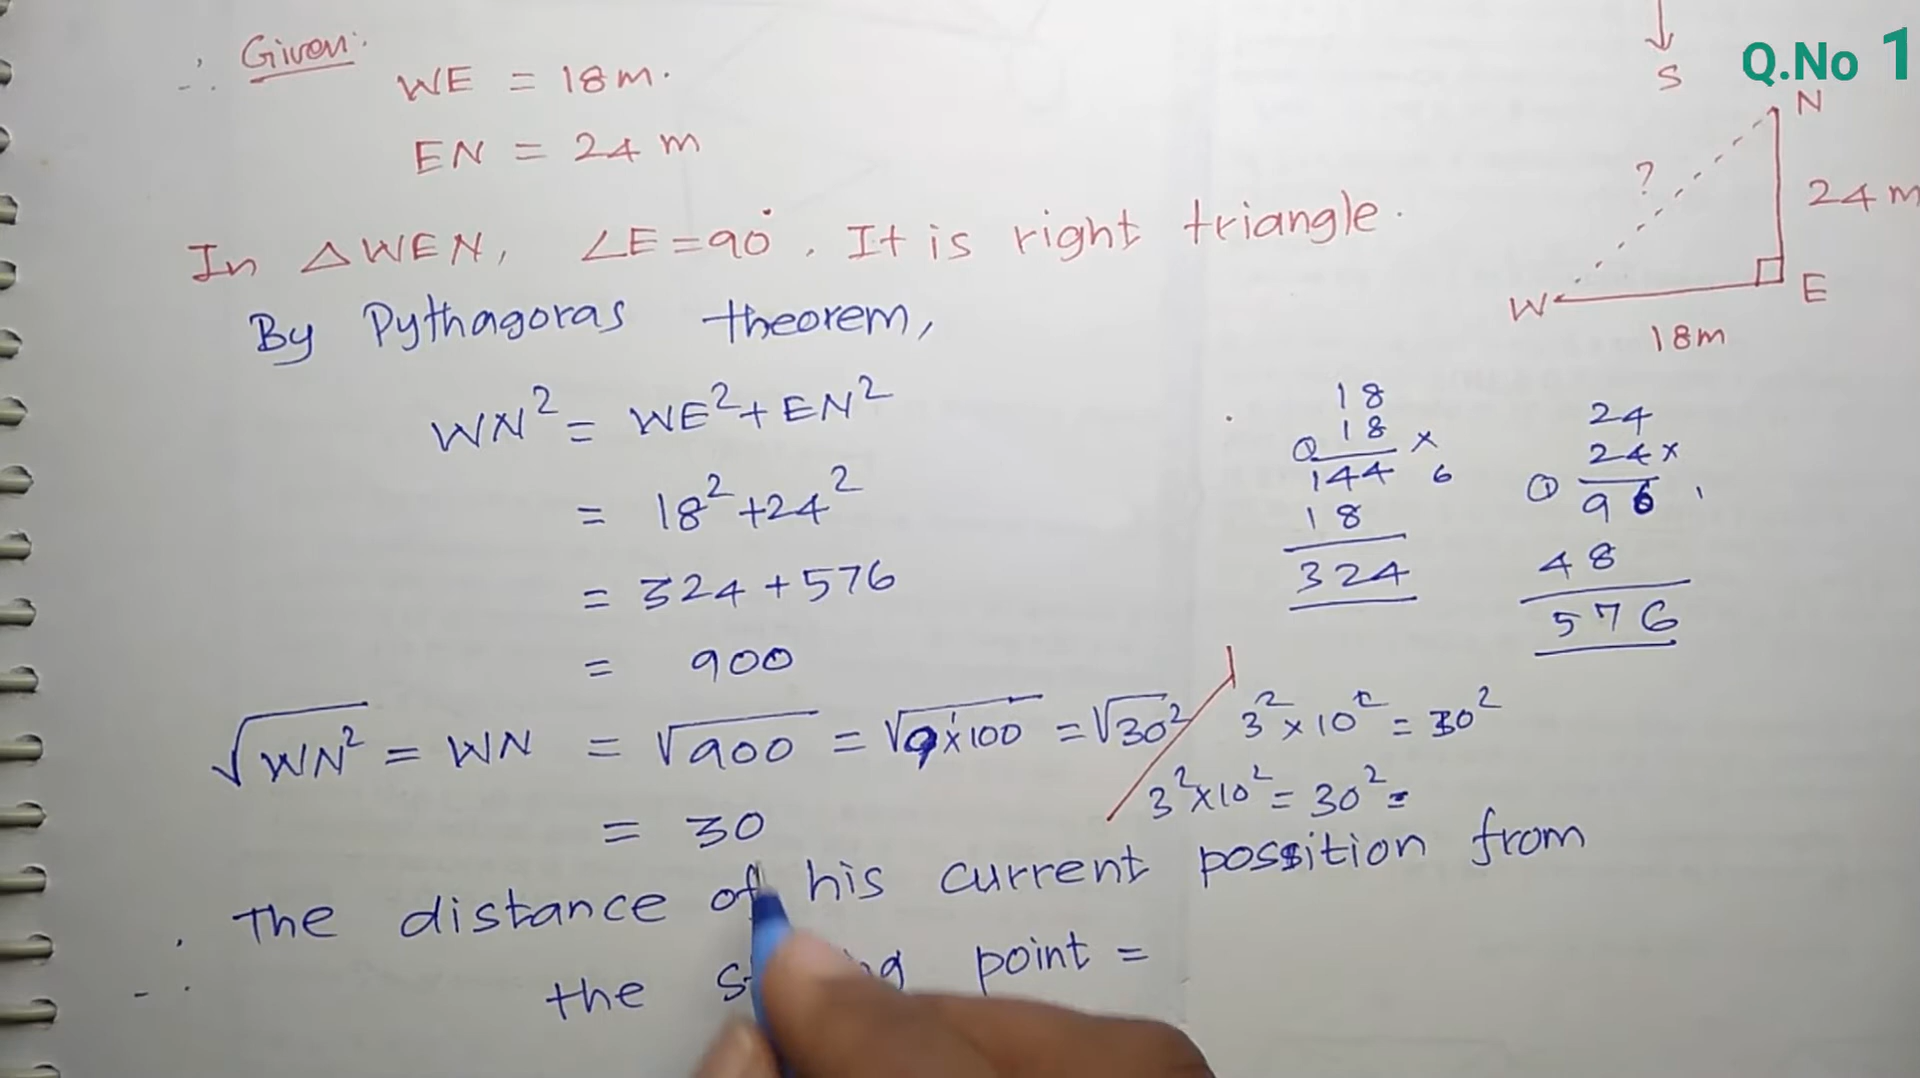 Q.No 1
∴ Given:
WE = 18m.
EN = 24 m
In △WEN, ∠E=90°. It is right triangle.
By Pythagoras theorem,
WN² = WE²+EN²
= 18²+24²
= 324+576
= 900
√WN² = WN = √900 = √9×100 = √30²
= 30
∴ The distance of his current possition from
the point =
S
N
?
24 m
W
E
18m
18
18 ×
144 6
18
324
24
24 ×
96
48
576
3²×10² = 30²
3²×10² = 30²